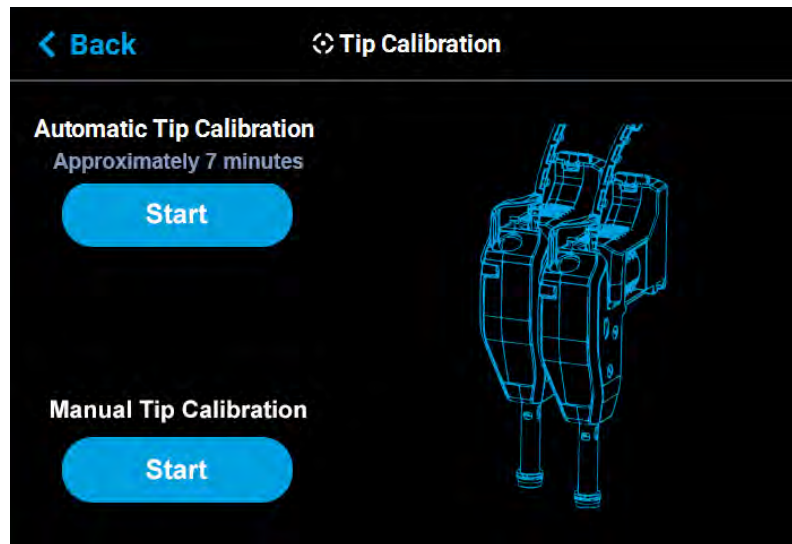 Back
Tip Calibration
Automatic Tip Calibration
Approximately 7 minutes
Start
Manual Tip Calibration
Start